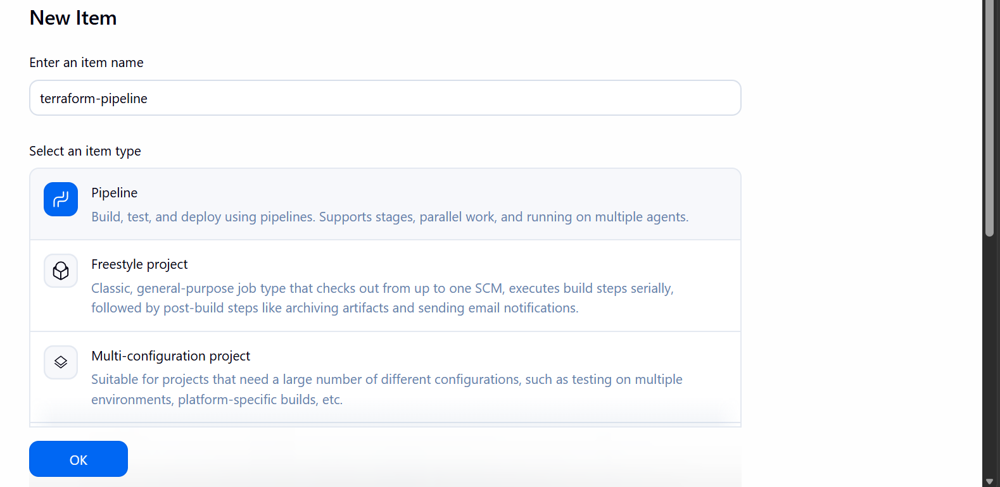 New Item
Enter an item name
terraform-pipeline
Select an item type
Pipeline
Build, test, and deploy using pipelines. Supports stages, parallel work, and running on multiple agents.
Freestyle project
Classic, general-purpose job type that checks out from up to one SCM, executes build steps serially,
followed by post-build steps like archiving artifacts and sending email notifications.
Multi-configuration project
Suitable for projects that need a large number of different configurations, such as testing on multiple
environments, platform-specific builds, etc.
OK